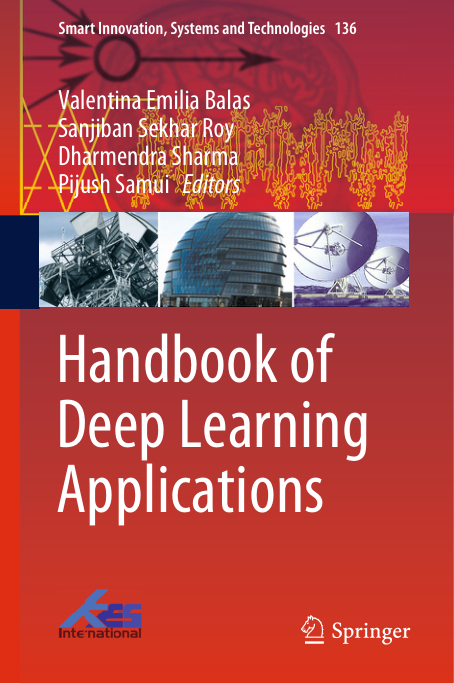 Smart Innovation, Systems and Technologies 136
Valentina Emilia Balas
Sanjiban Sekhar Roy
Dharmendra Sharma
Pijush Samui Editors
Handbook of
Deep Learning
Applications
KES
International
Springer